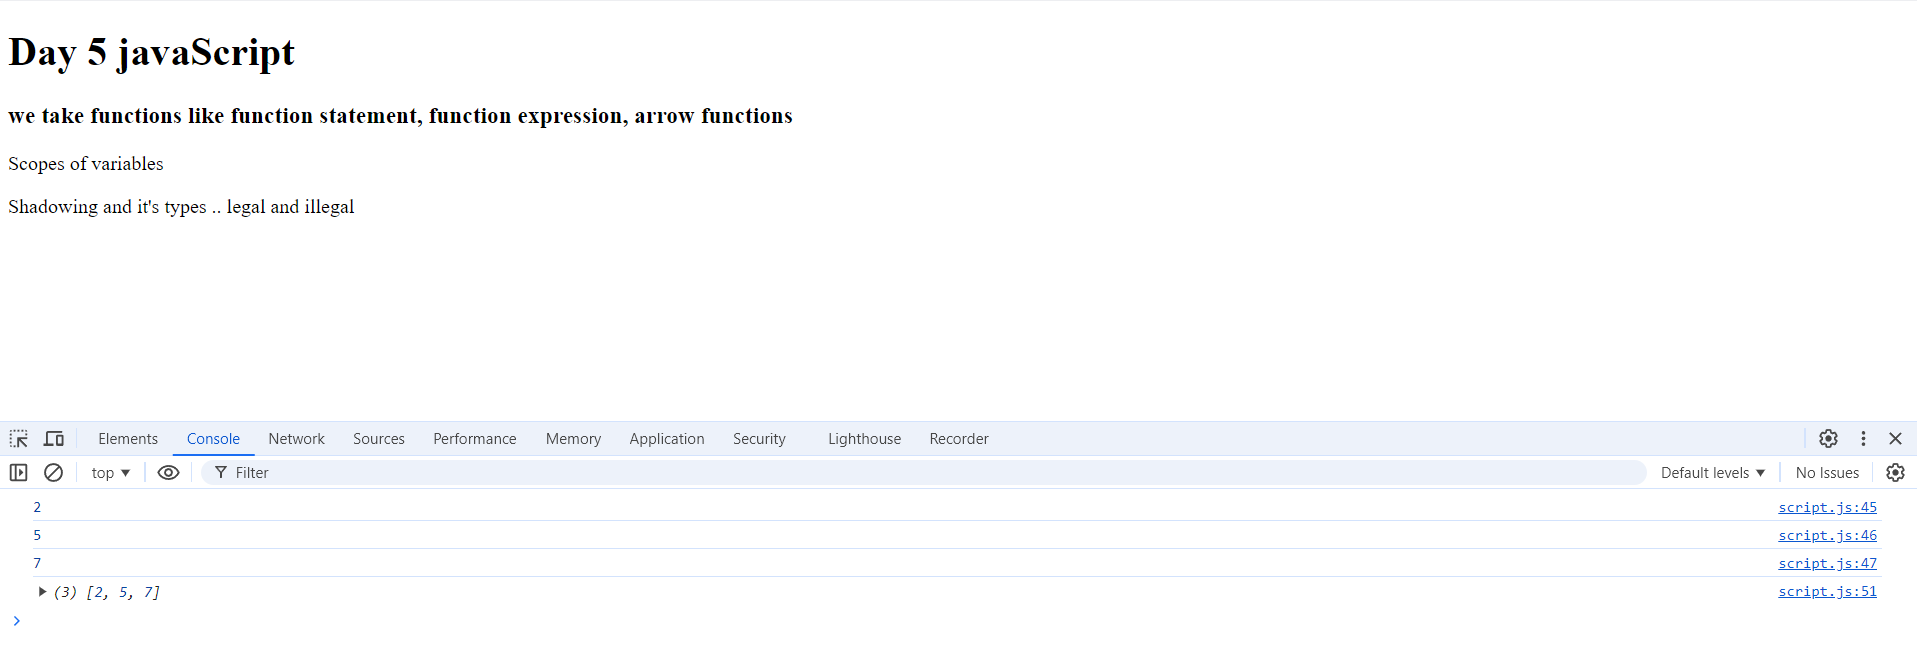 Day 5 javaScript
we take functions like function statement, function expression, arrow functions
Scopes of variables
Shadowing and it's types .. legal and illegal
Elements Console Network Sources Performance Memory Application Security Lighthouse Recorder
top ▼ Filter Default levels ▼ No Issues
2 script.js:45
5 script.js:46
7 script.js:47
▶ (3) [2, 5, 7] script.js:51